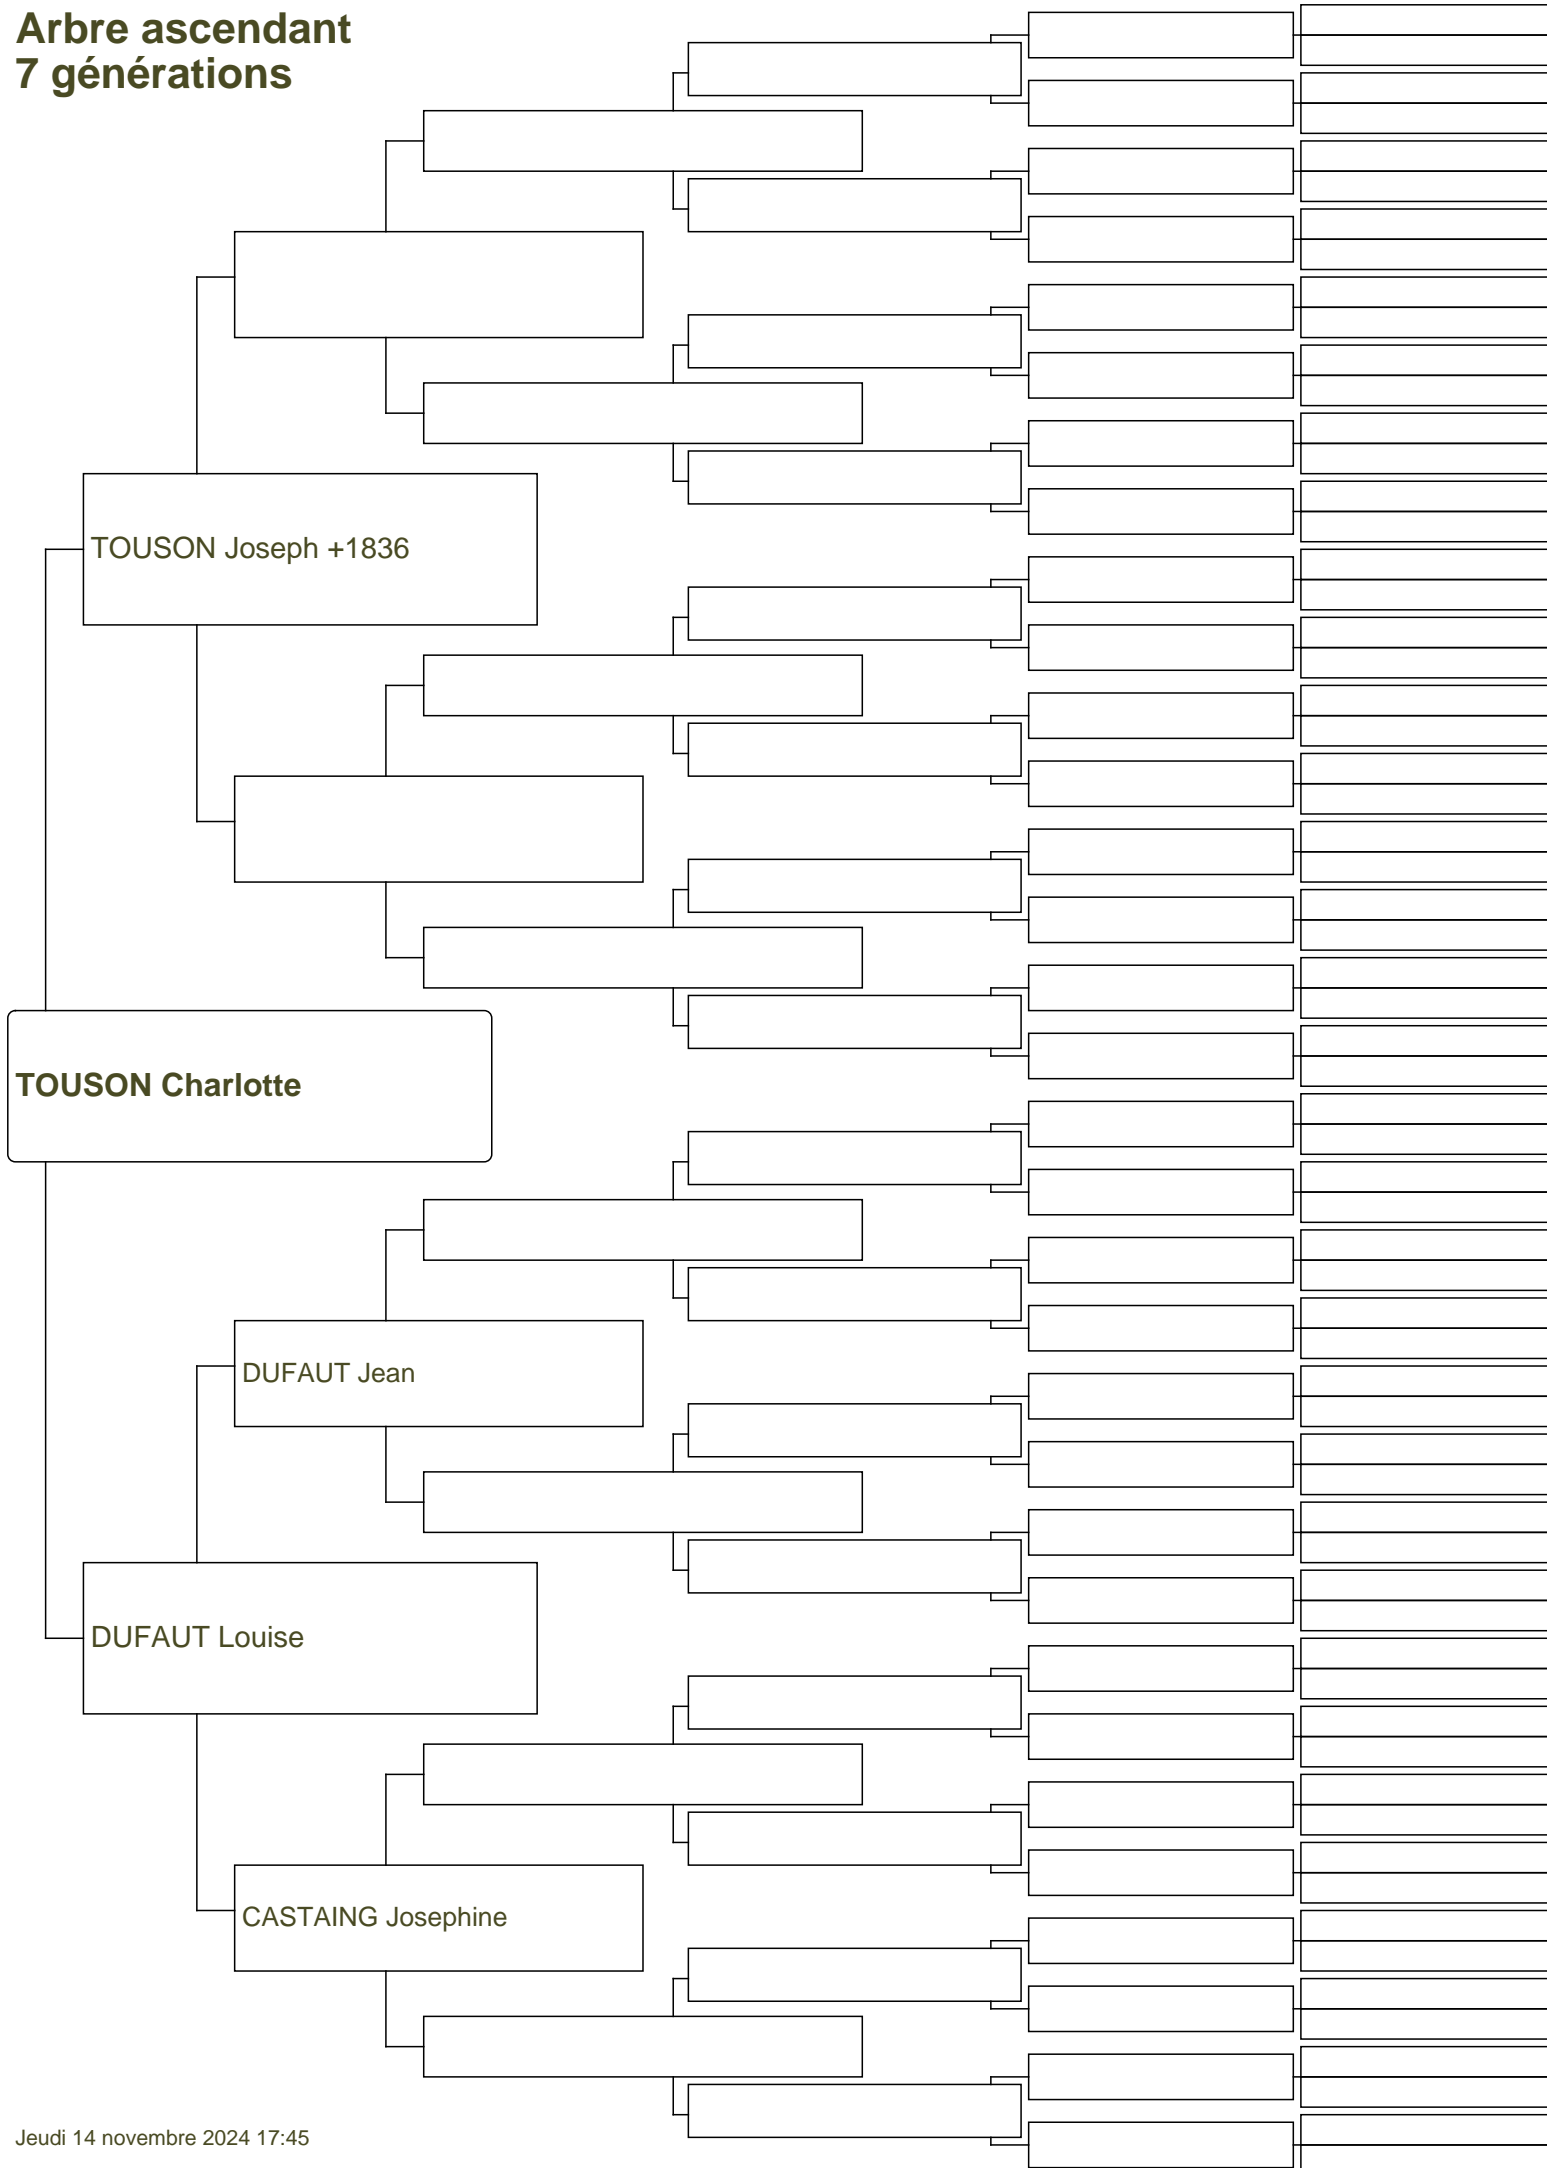 Arbre ascendant
7 générations
TOUSON Joseph +1836
TOUSON Charlotte
DUFAUT Jean
DUFAUT Louise
CASTAING Josephine
Jeudi 14 novembre 2024 17:45